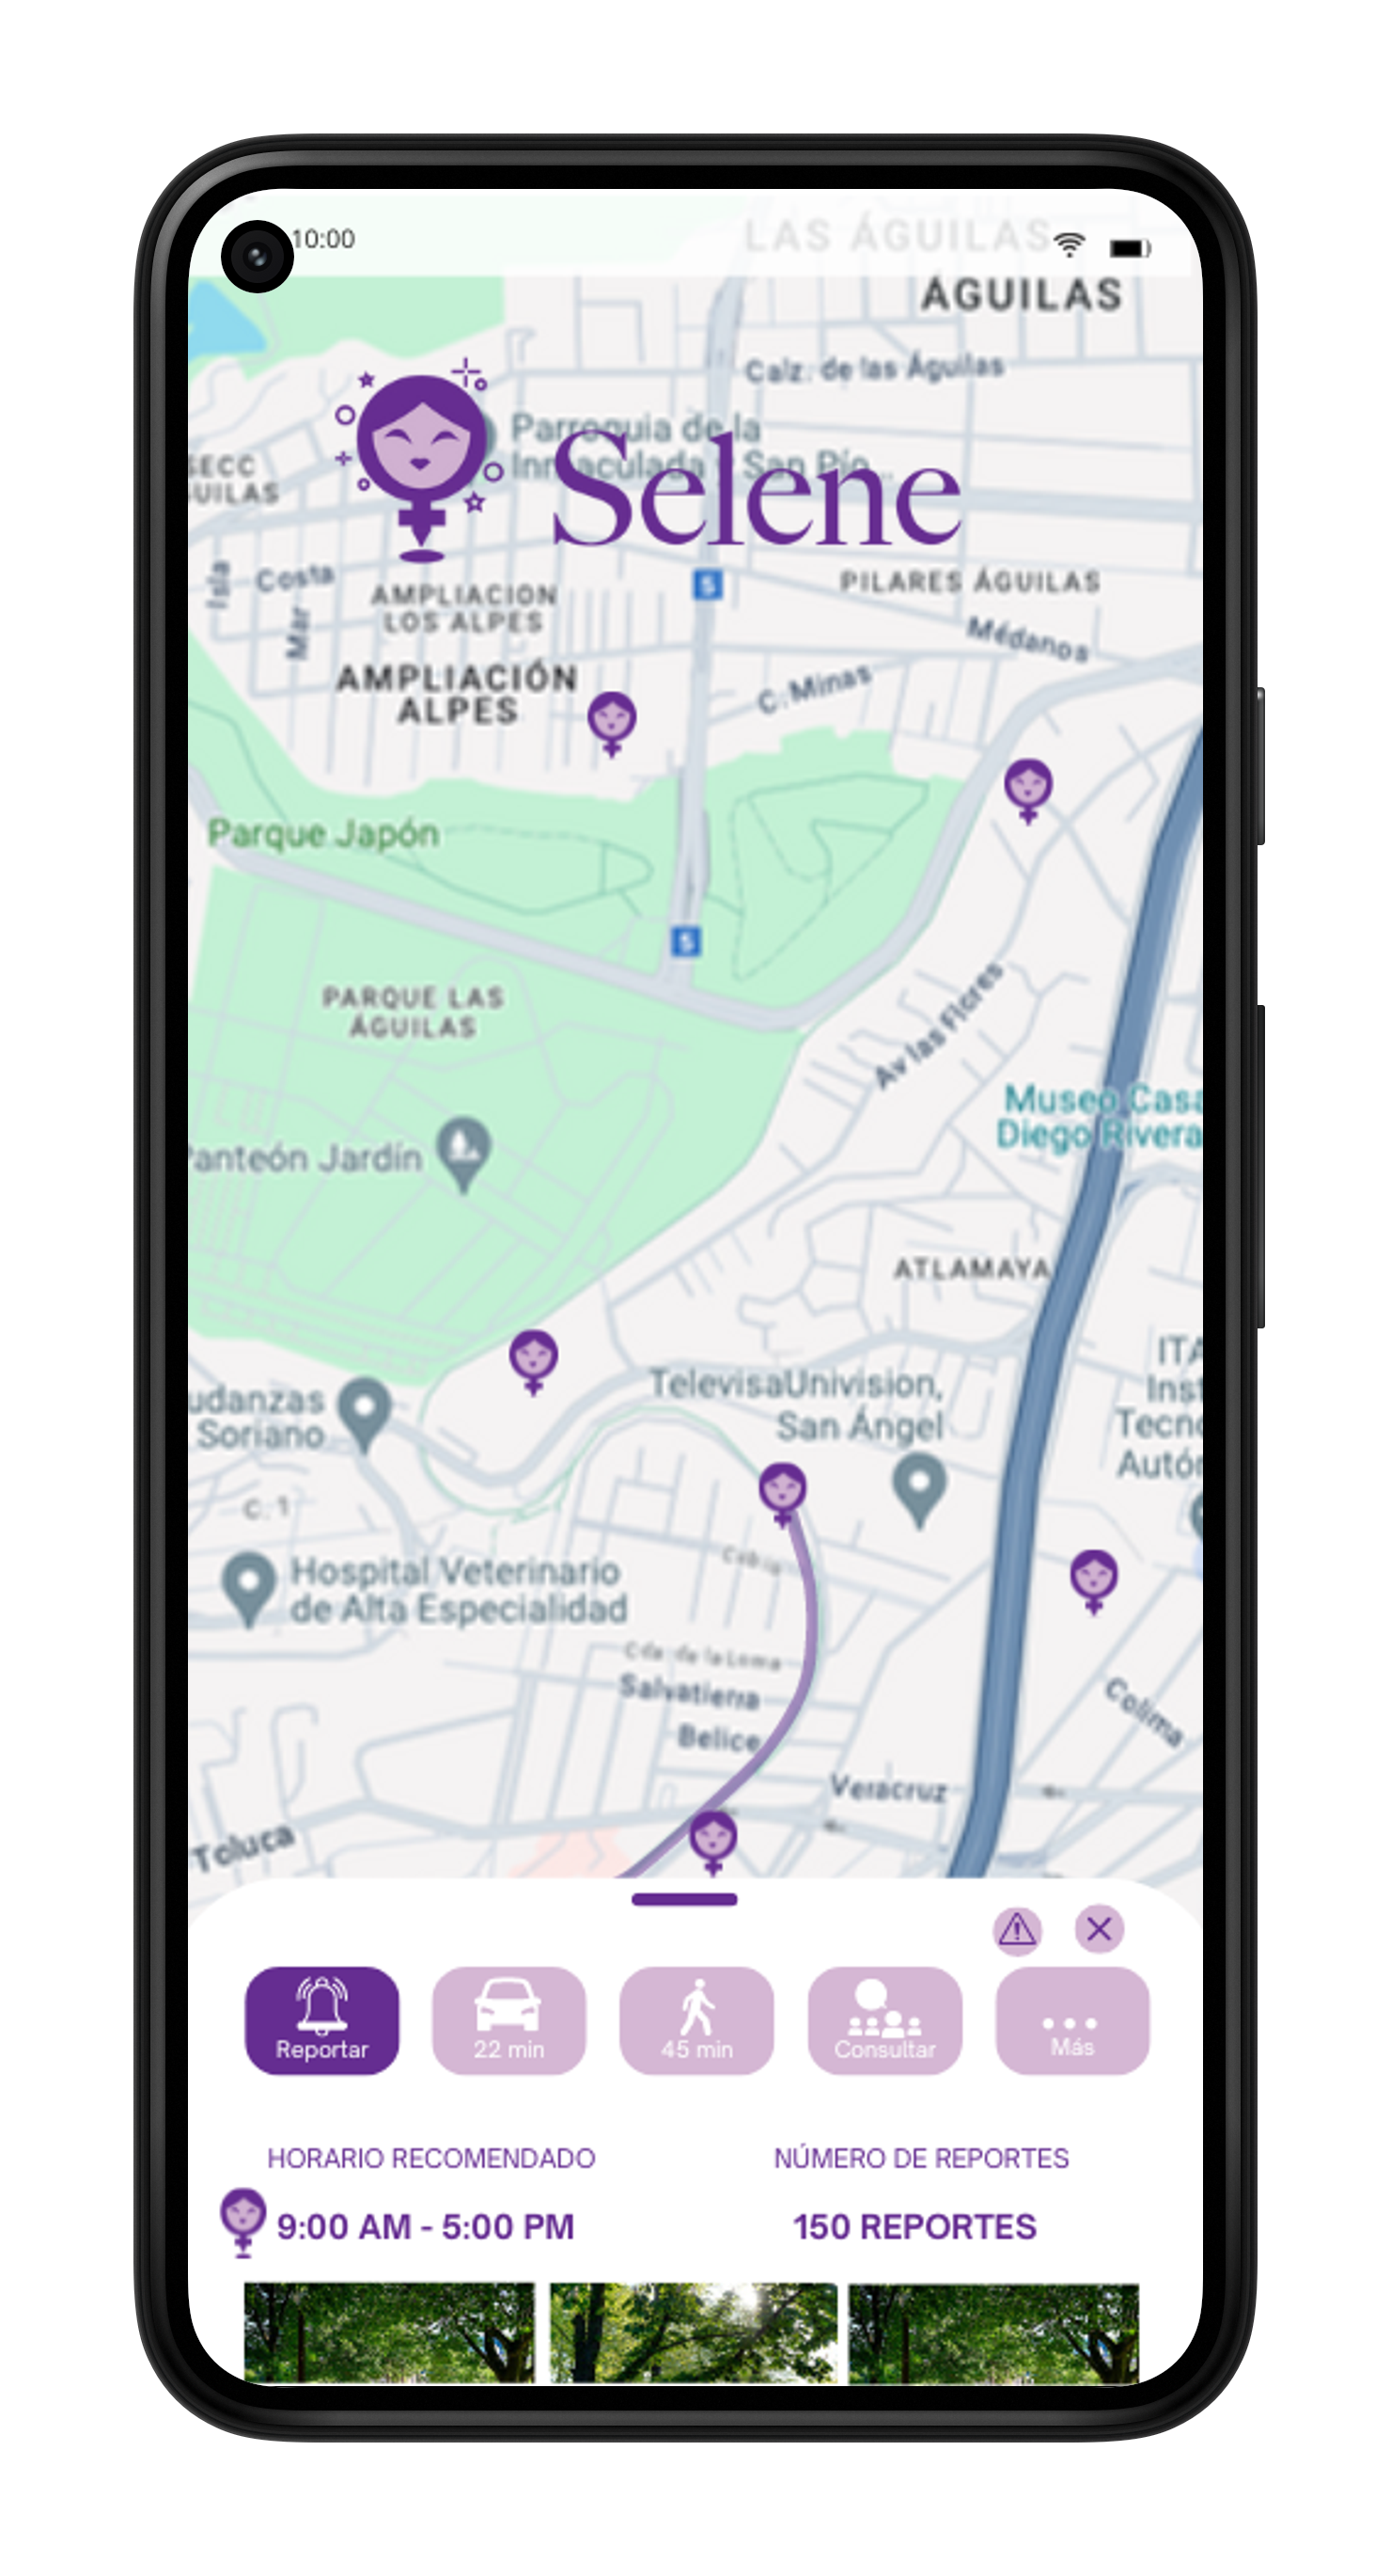 10:00
LAS ÁGUILAS
ÁGUILAS
Calz. de las Águilas
Parroquia de la
Inmaculada San Pío...
Selene
SECC
GUILAS
Isla
Costa
Mar
AMPLIACION
LOS ALPES
5
PILARES ÁGUILAS
Médanos
AMPLIACIÓN
ALPES
C. Minas
Parque Japón
5
PARQUE LAS
ÁGUILAS
Av las Flores
Museo Casa
Diego Rivera
Panteón Jardín
ATLAMAYA
udanzas
Soriano
TelevisaUnivision,
San Ángel
ITA
Inst
Tecno
Autón
C. 1
Hospital Veterinario
de Alta Especialidad
Cda. de la Loma
Salvatierra
Belice
Colima
Veracruz
Toluca
Reportar
22 min
45 min
Consultar
Más
HORARIO RECOMENDADO
NÚMERO DE REPORTES
9:00 AM - 5:00 PM
150 REPORTES